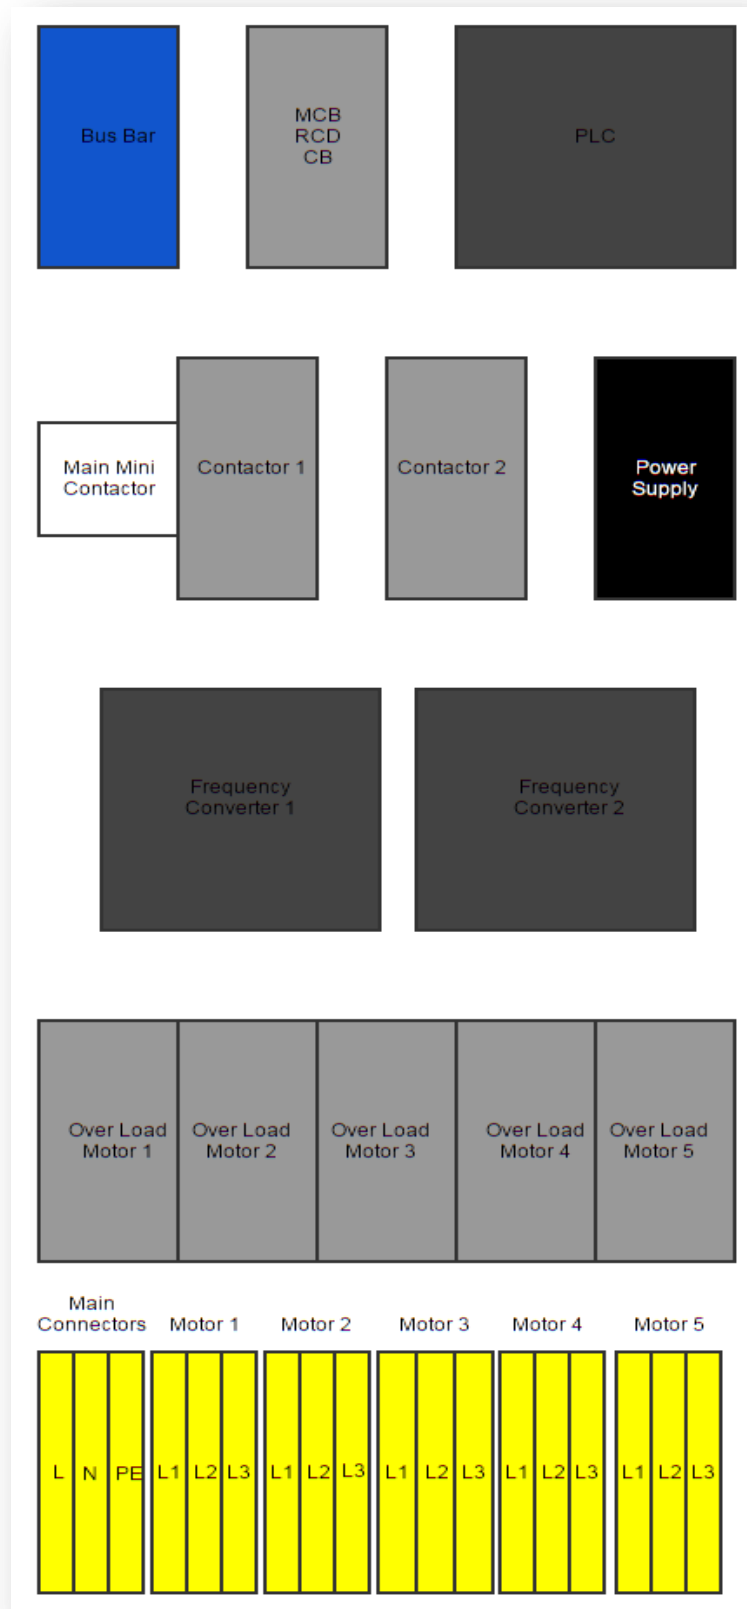 Bus Bar
MCB
RCD
CB
PLC
Main Mini
Contactor
Contactor 1
Contactor 2
Power
Supply
Frequency
Converter 1
Frequency
Converter 2
Over Load
Motor 1
Over Load
Motor 2
Over Load
Motor 3
Over Load
Motor 4
Over Load
Motor 5
Main
Connectors
Motor 1
Motor 2
Motor 3
Motor 4
Motor 5
L
N
PE
L1
L2
L3
L1
L2
L3
L1
L2
L3
L1
L2
L3
L1
L2
L3